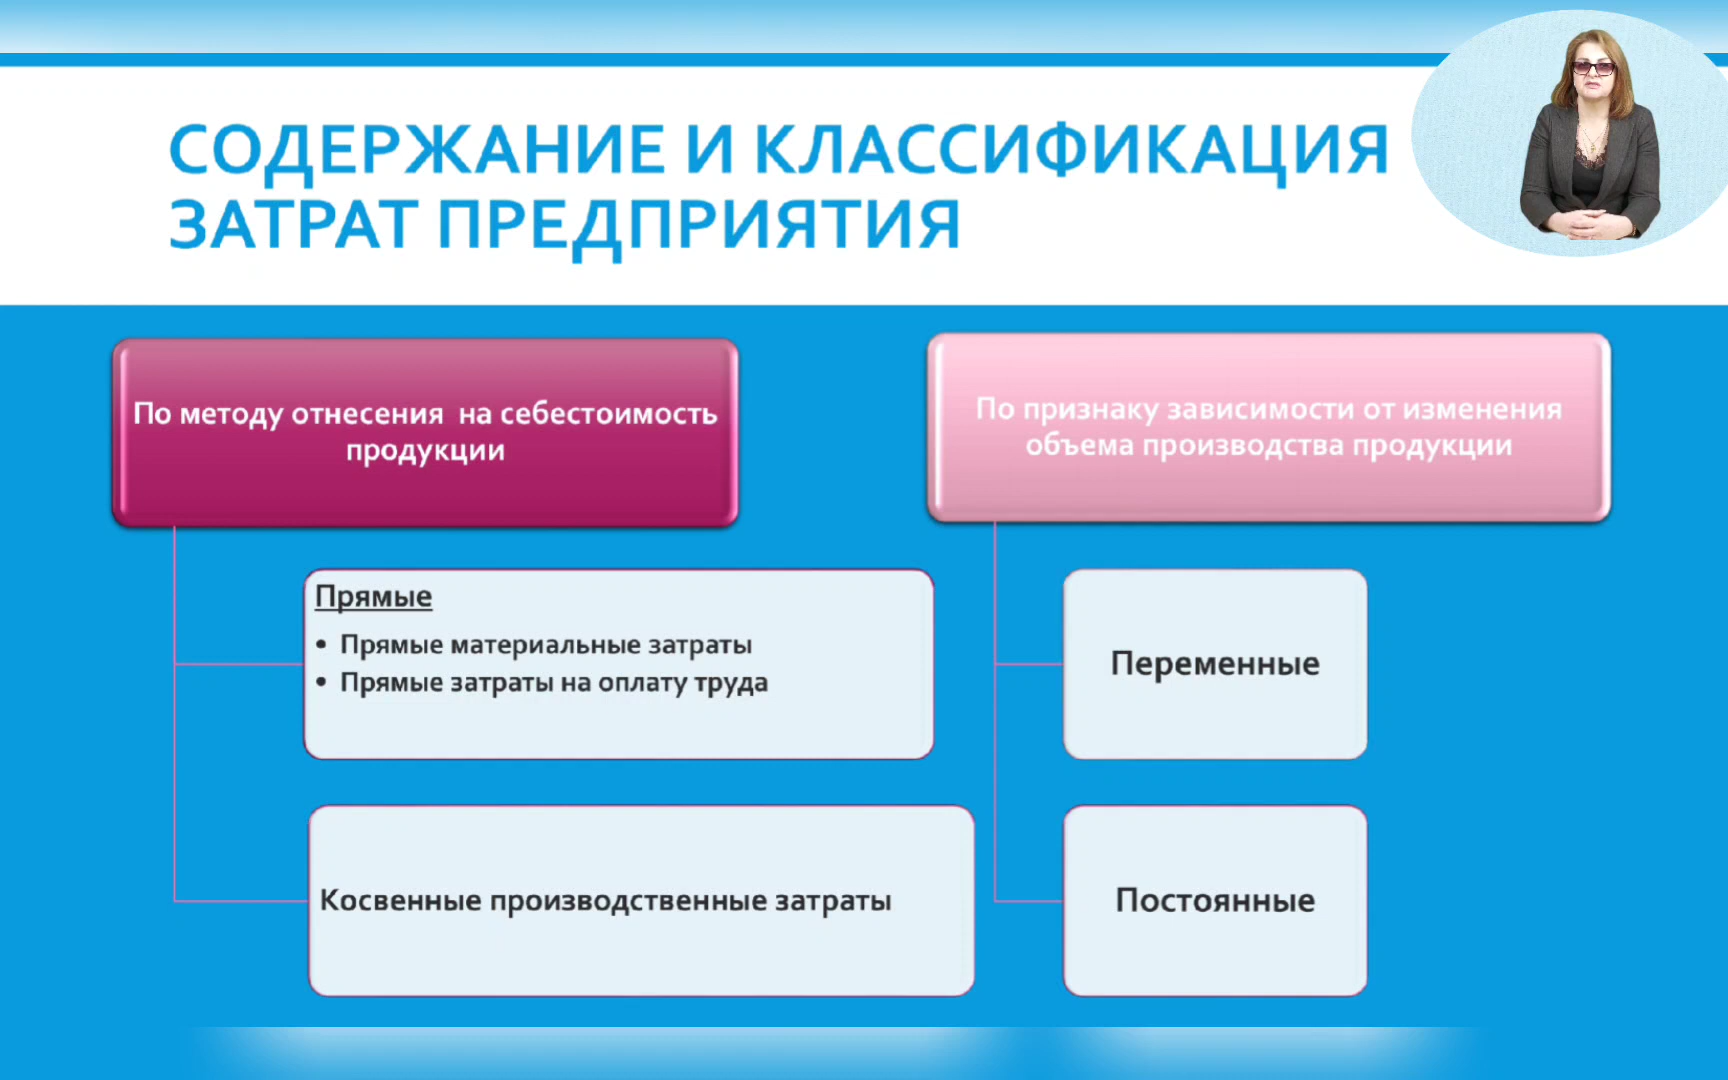 СОДЕРЖАНИЕ И КЛАССИФИКАЦИЯ
ЗАТРАТ ПРЕДПРИЯТИЯ
По методу отнесения на себестоимость
продукции
Прямые
• Прямые материальные затраты
• Прямые затраты на оплату труда
Косвенные производственные затраты
По признаку зависимости от изменения
объема производства продукции
Переменные
Постоянные